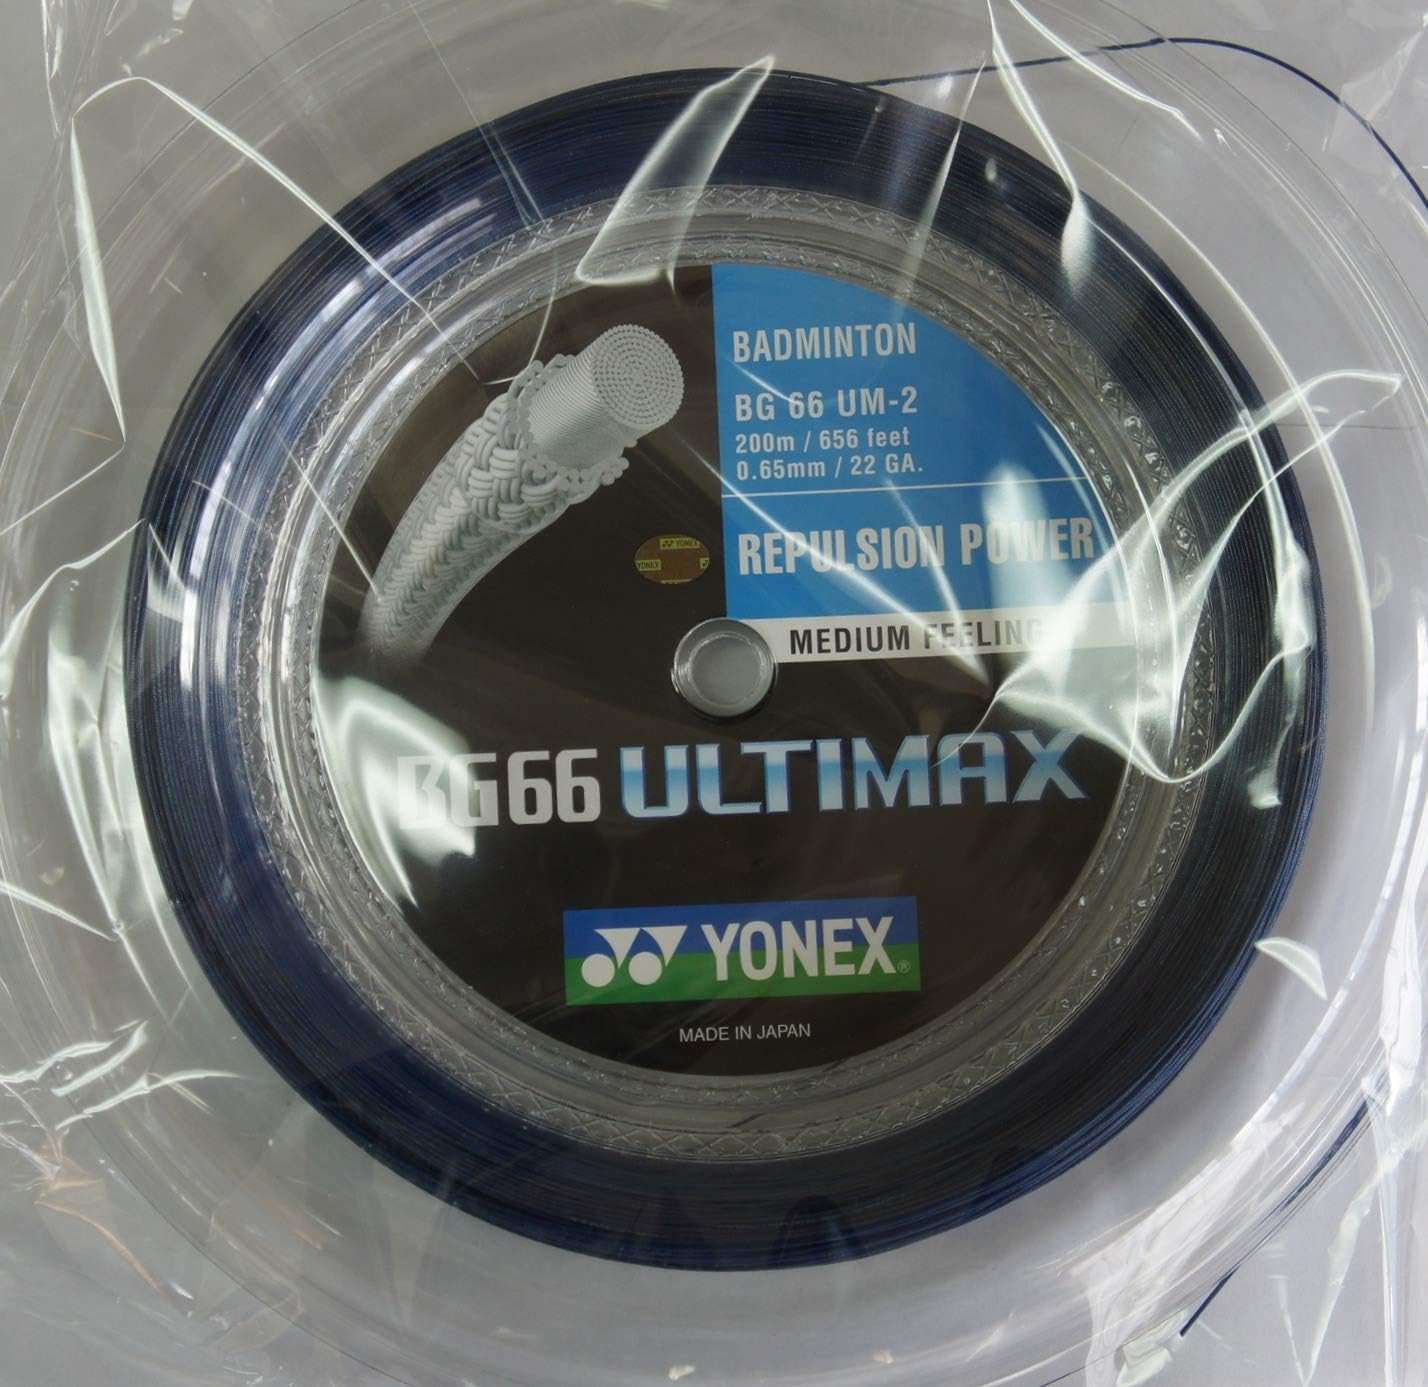 BADMINTON
BG 66 UM-2
200m / 656 feet
0.65mm / 22 GA.
REPULSION POWER
MEDIUM FEELING
YONEX
YONEX
BG66 ULTIMAX
YONEX®
MADE IN JAPAN